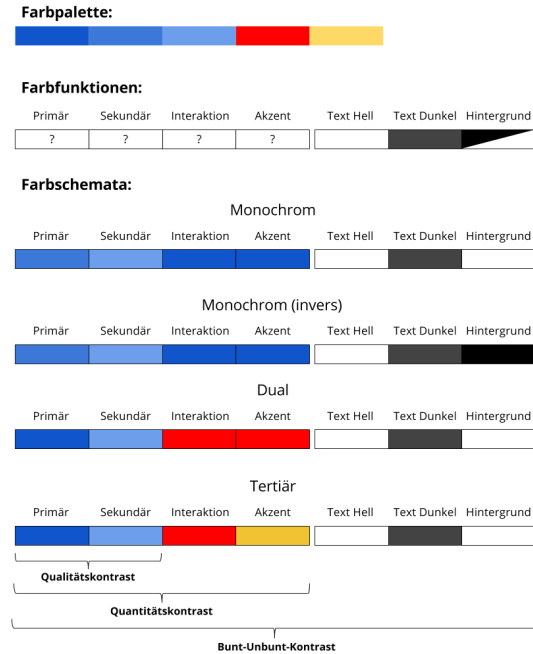 Farbpalette:
Farbfunktionen:
Primär Sekundär Interaktion Akzent Text Hell Text Dunkel Hintergrund
? ? ? ?
Farbschemata:
Monochrom
Primär Sekundär Interaktion Akzent Text Hell Text Dunkel Hintergrund
Monochrom (invers)
Primär Sekundär Interaktion Akzent Text Hell Text Dunkel Hintergrund
Dual
Primär Sekundär Interaktion Akzent Text Hell Text Dunkel Hintergrund
Tertiär
Primär Sekundär Interaktion Akzent Text Hell Text Dunkel Hintergrund
Qualitätskontrast
Quantitätskontrast
Bunt-Unbunt-Kontrast